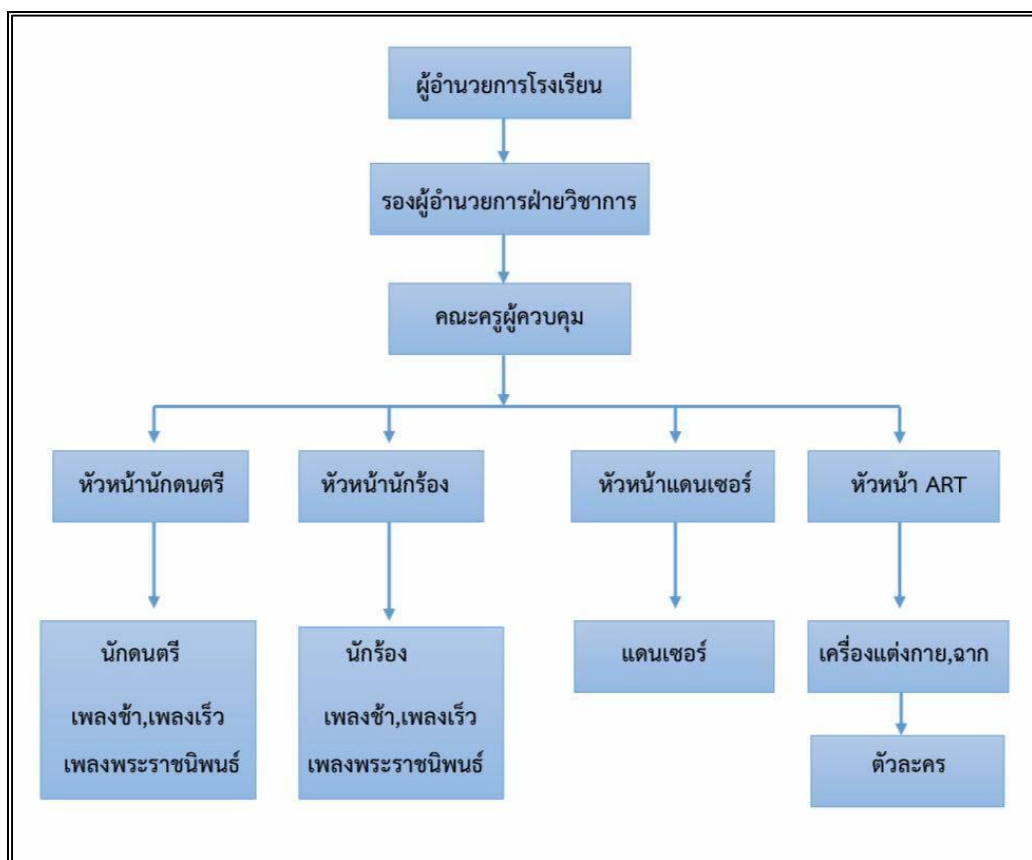 ผู้อำนวยการโรงเรียน
รองผู้อำนวยการฝ่ายวิชาการ
คณะครูผู้ควบคุม
หัวหน้านักดนตรี
หัวหน้านักร้อง
หัวหน้าแดนเซอร์
หัวหน้า ART
นักดนตรี
เพลงช้า,เพลงเร็ว
เพลงพระราชนิพนธ์
นักร้อง
เพลงช้า,เพลงเร็ว
เพลงพระราชนิพนธ์
แดนเซอร์
เครื่องแต่งกาย,ฉาก
ตัวละคร